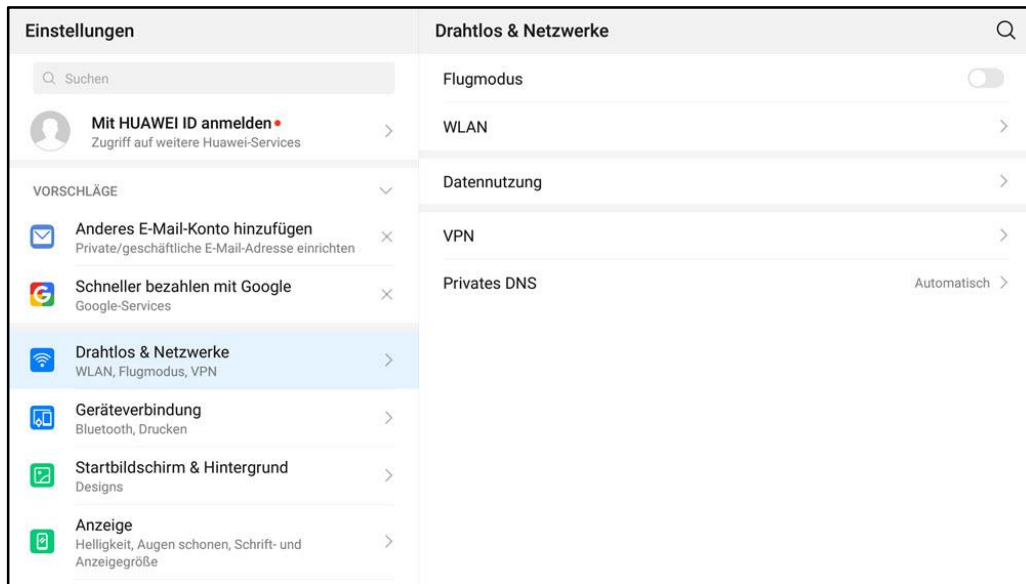 Einstellungen
Suchen
Mit HUAWEI ID anmelden
Zugriff auf weitere Huawei-Services
VORSCHLÄGE
Anderes E-Mail-Konto hinzufügen
Private/geschäftliche E-Mail-Adresse einrichten
Schneller bezahlen mit Google
Google-Services
Drahtlos & Netzwerke
WLAN, Flugmodus, VPN
Geräteverbindung
Bluetooth, Drucken
Startbildschirm & Hintergrund
Designs
Anzeige
Helligkeit, Augen schonen, Schrift- und
Anzeigegröße
Drahtlos & Netzwerke
Flugmodus
WLAN
Datennutzung
VPN
Privates DNS Automatisch